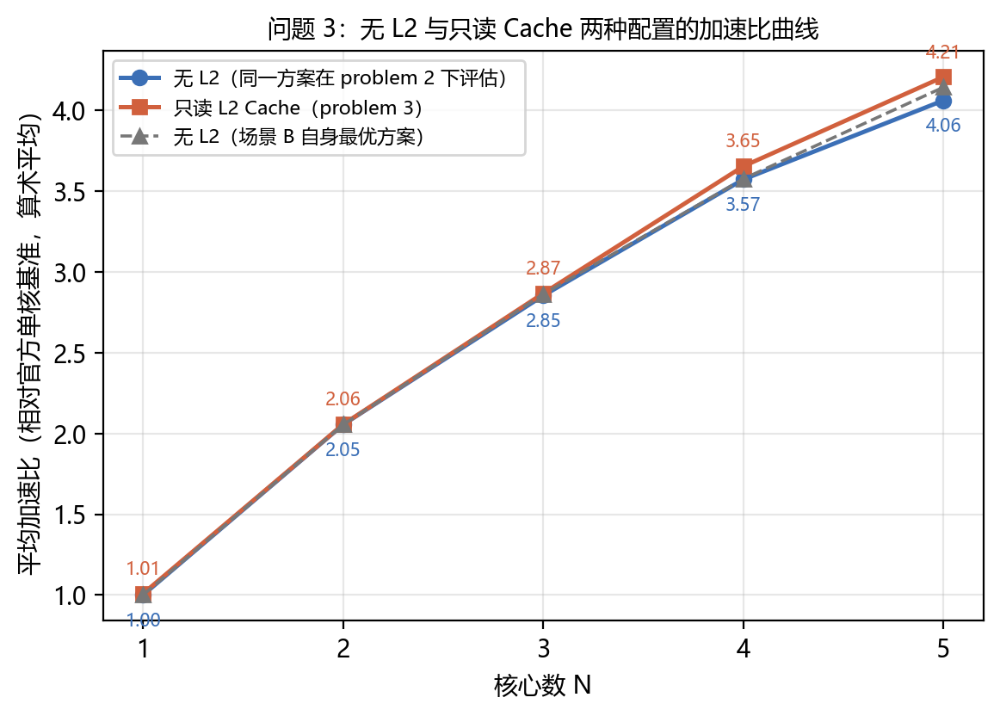 问题 3：无 L2 与只读 Cache 两种配置的加速比曲线
无 L2（同一方案在 problem 2 下评估）
只读 L2 Cache（problem 3）
无 L2（场景 B 自身最优方案）
平均加速比（相对官方单核基准，算术平均）
4.0
3.5
3.0
2.5
2.0
1.5
1.0
4.21
4.06
3.65
3.57
2.87
2.85
2.06
2.05
1.01
1.00
1 2 3 4 5
核心数 N